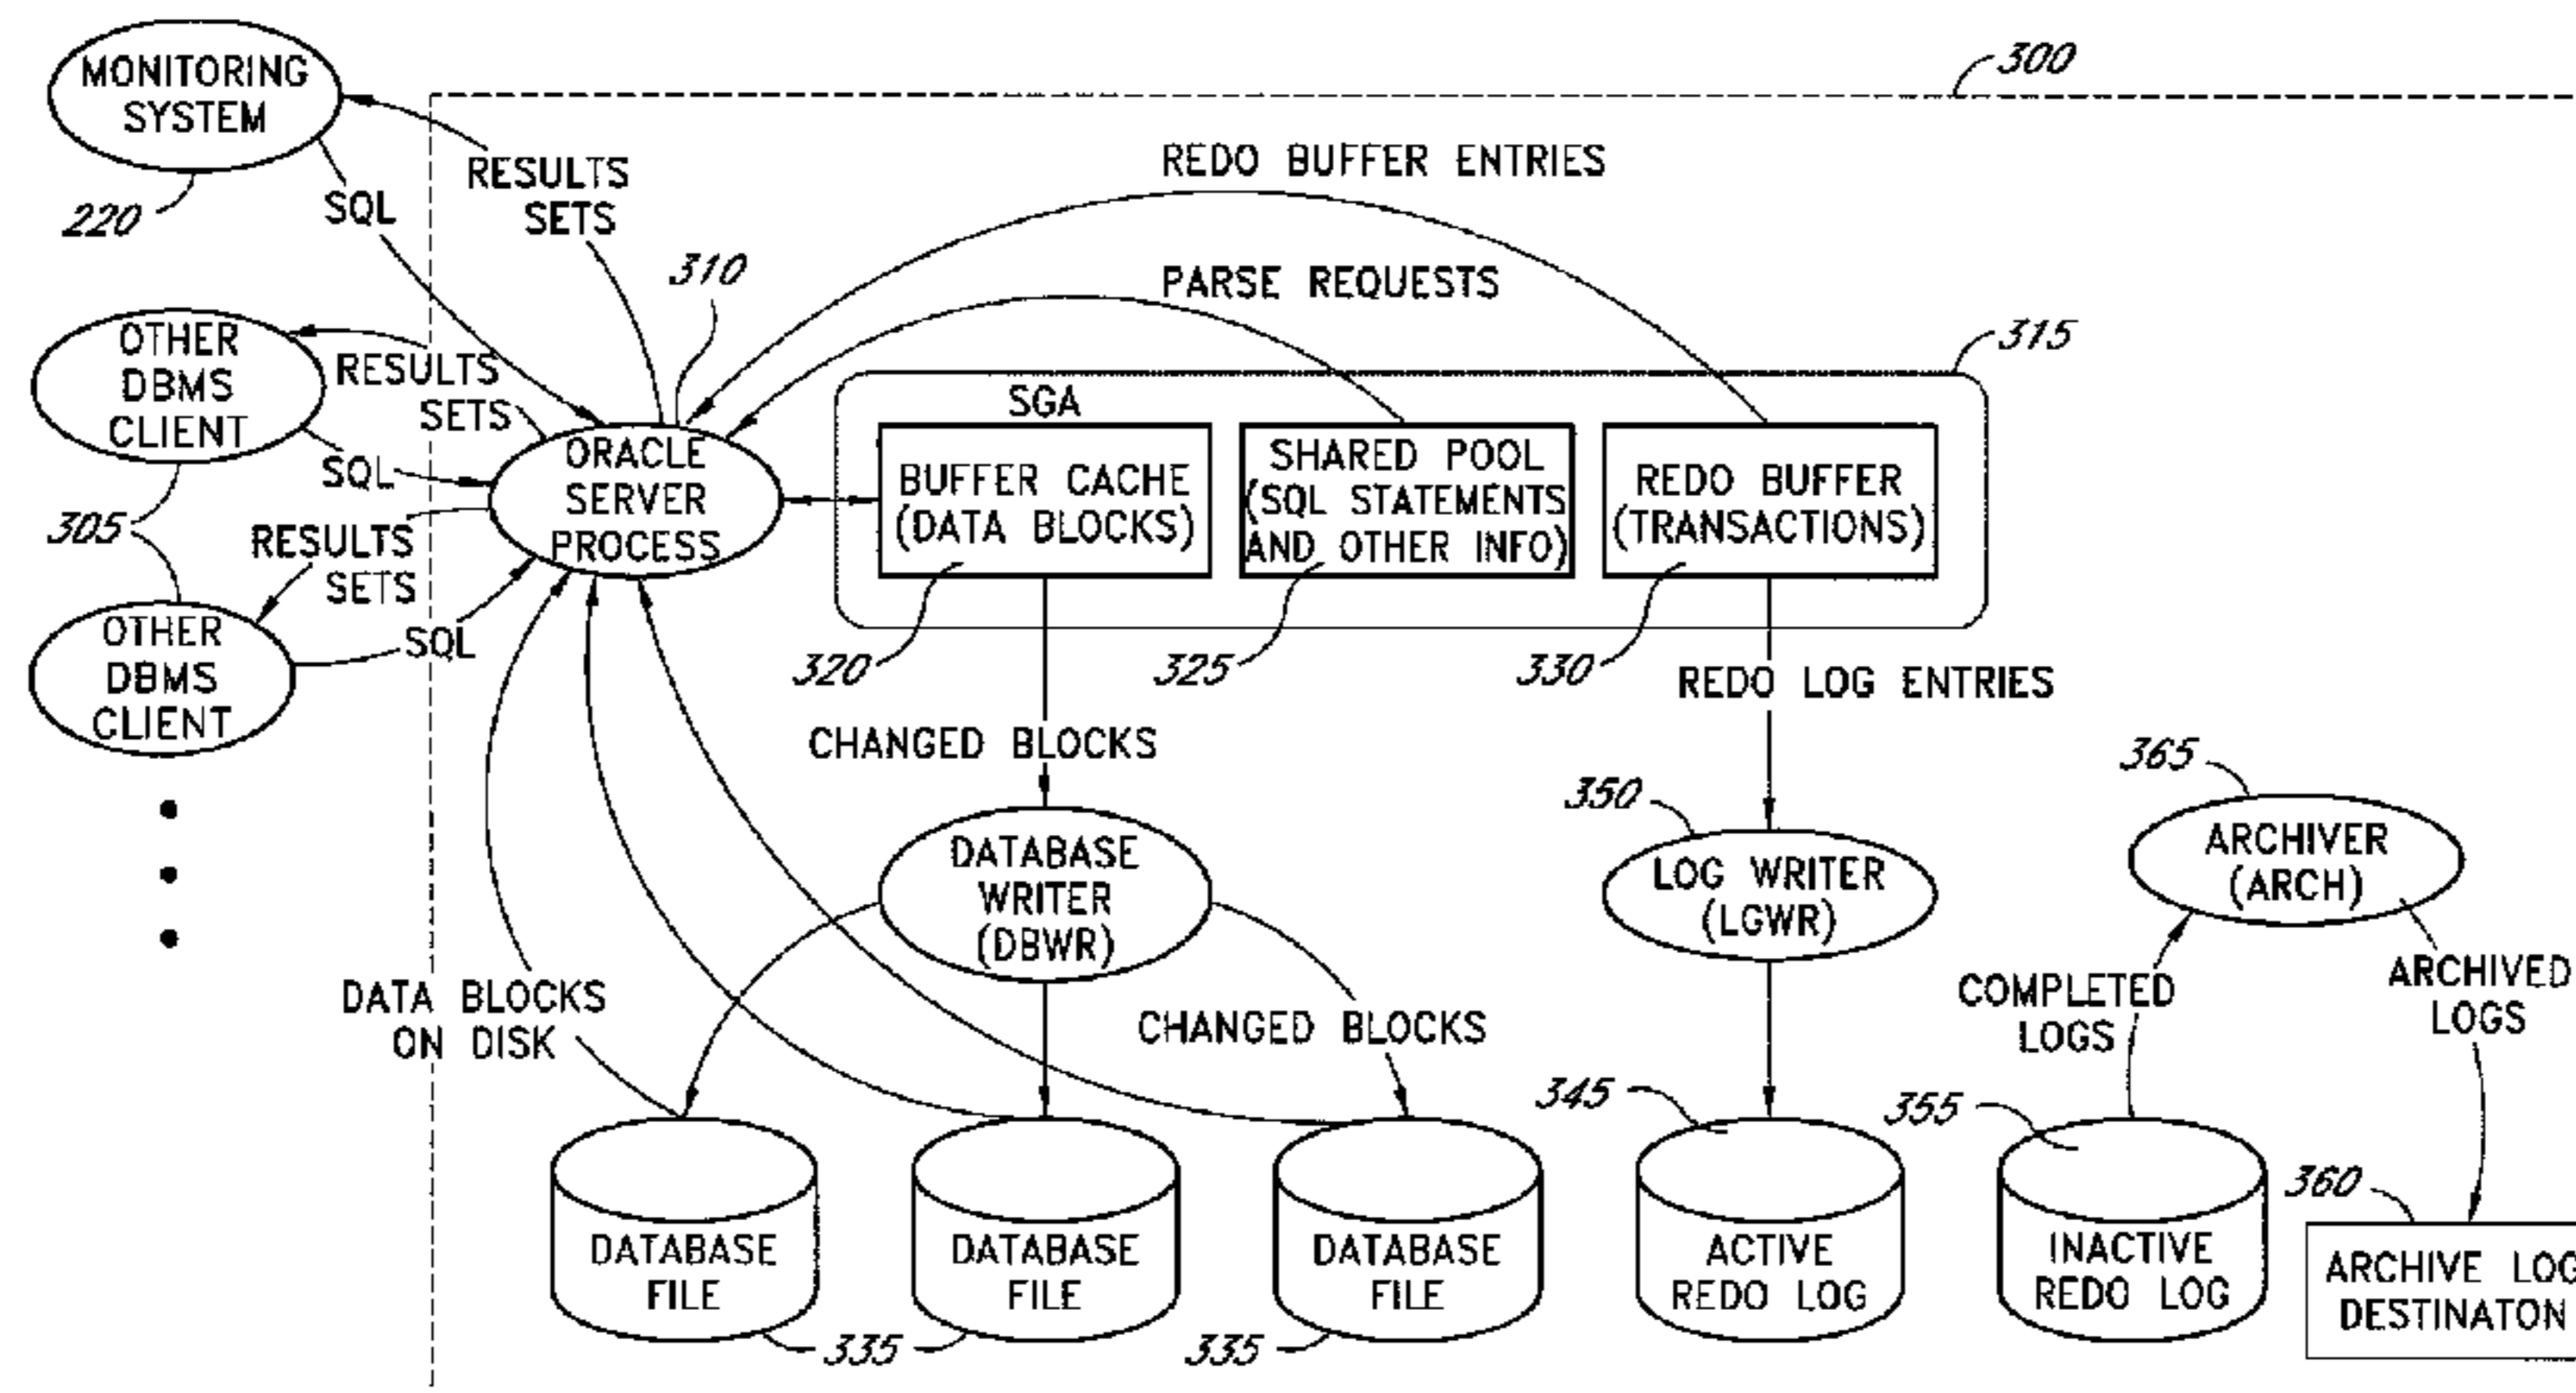 300
MONITORING
SYSTEM
220
SQL
RESULTS
SETS
REDO BUFFER ENTRIES
310
PARSE REQUESTS
315
OTHER
DBMS
CLIENT
RESULTS
SETS
SQL
305
RESULTS
SETS
OTHER
DBMS
CLIENT
SQL
ORACLE
SERVER
PROCESS
SGA
BUFFER CACHE
(DATA BLOCKS)
320
SHARED POOL
(SQL STATEMENTS
AND OTHER INFO)
325
REDO BUFFER
(TRANSACTIONS)
330
CHANGED BLOCKS
REDO LOG ENTRIES
DATABASE
WRITER
(DBWR)
350
LOG WRITER
(LGWR)
365
ARCHIVER
(ARCH)
DATA BLOCKS
ON DISK
CHANGED BLOCKS
COMPLETED
LOGS
ARCHIVED
LOGS
DATABASE
FILE
DATABASE
FILE
335
DATABASE
FILE
335
345
ACTIVE
REDO LOG
355
INACTIVE
REDO LOG
360
ARCHIVE LOG
DESTINATON